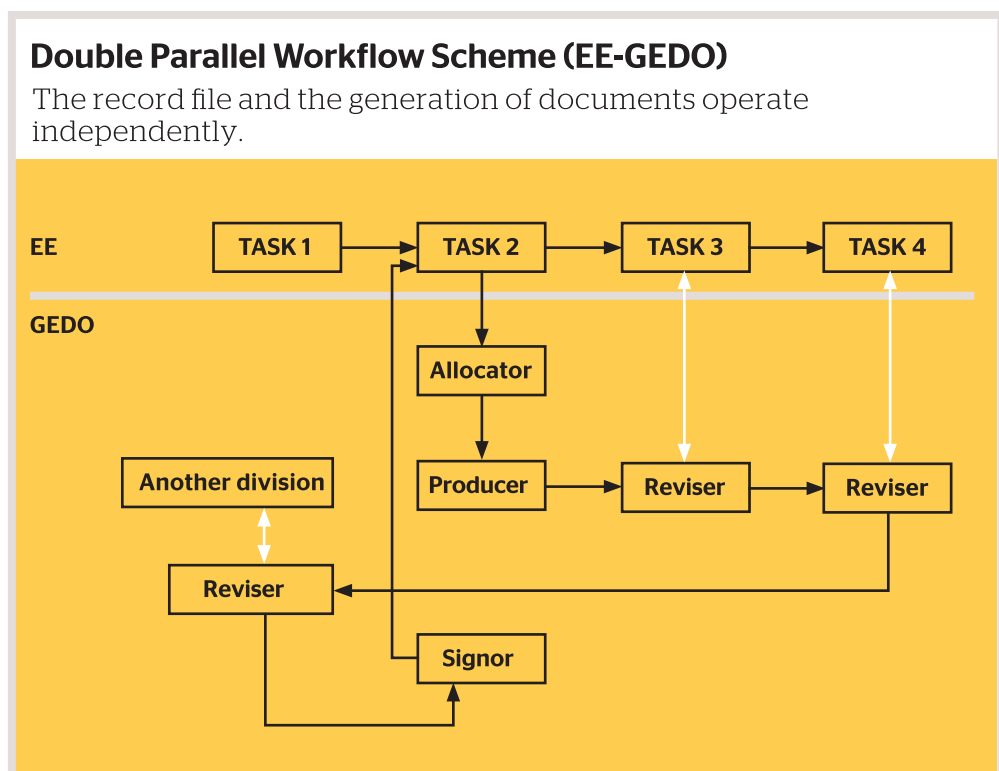 Double Parallel Workflow Scheme (EE-GEDO)
The record file and the generation of documents operate
independently.
EE
TASK 1
TASK 2
TASK 3
TASK 4
GEDO
Allocator
Another division
Producer
Reviser
Reviser
Reviser
Signor